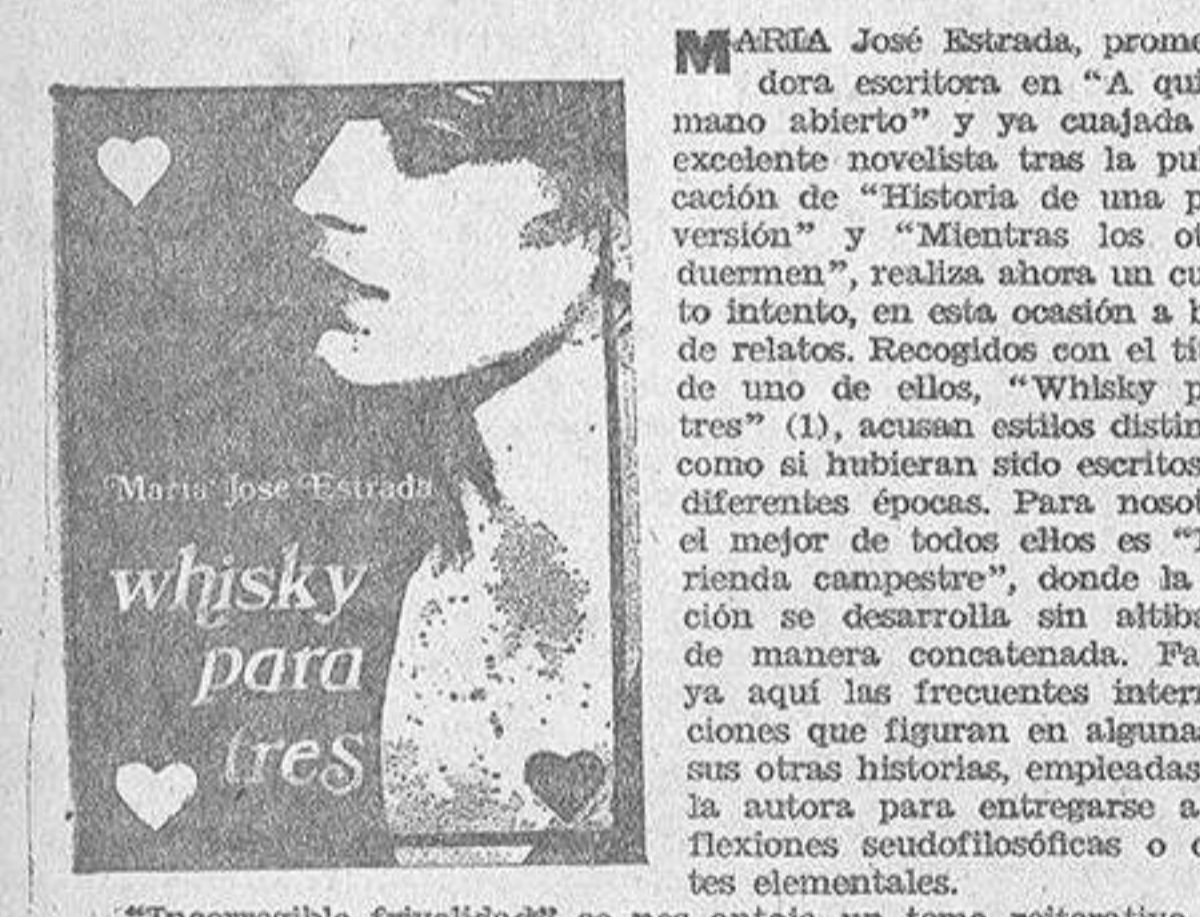 Maria José Estrada
whisky
para
tres
MARIA José Estrada, prome
dora escritora en "A qui
mano abierto" y ya cuajada
excelente novelista tras la pu
cación de "Historia de una p
versión" y "Mientras los ot
duermen", realiza ahora un cu
to intento, en esta ocasión a b
de relatos. Recogidos con el tí
de uno de ellos, "Whisky p
tres" (1), acusan estilos distin
como si hubieran sido escritos
diferentes épocas. Para noso
el mejor de todos ellos es "
rienda campestre", donde la
ción se desarrolla sin altiba
de manera concatenada. Fa
ya aquí las frecuentes inter
ciones que figuran en alguna
sus otras historias, empleadas
la autora para entregarse a
flexiones seudofilosóficas o
tes elementales.